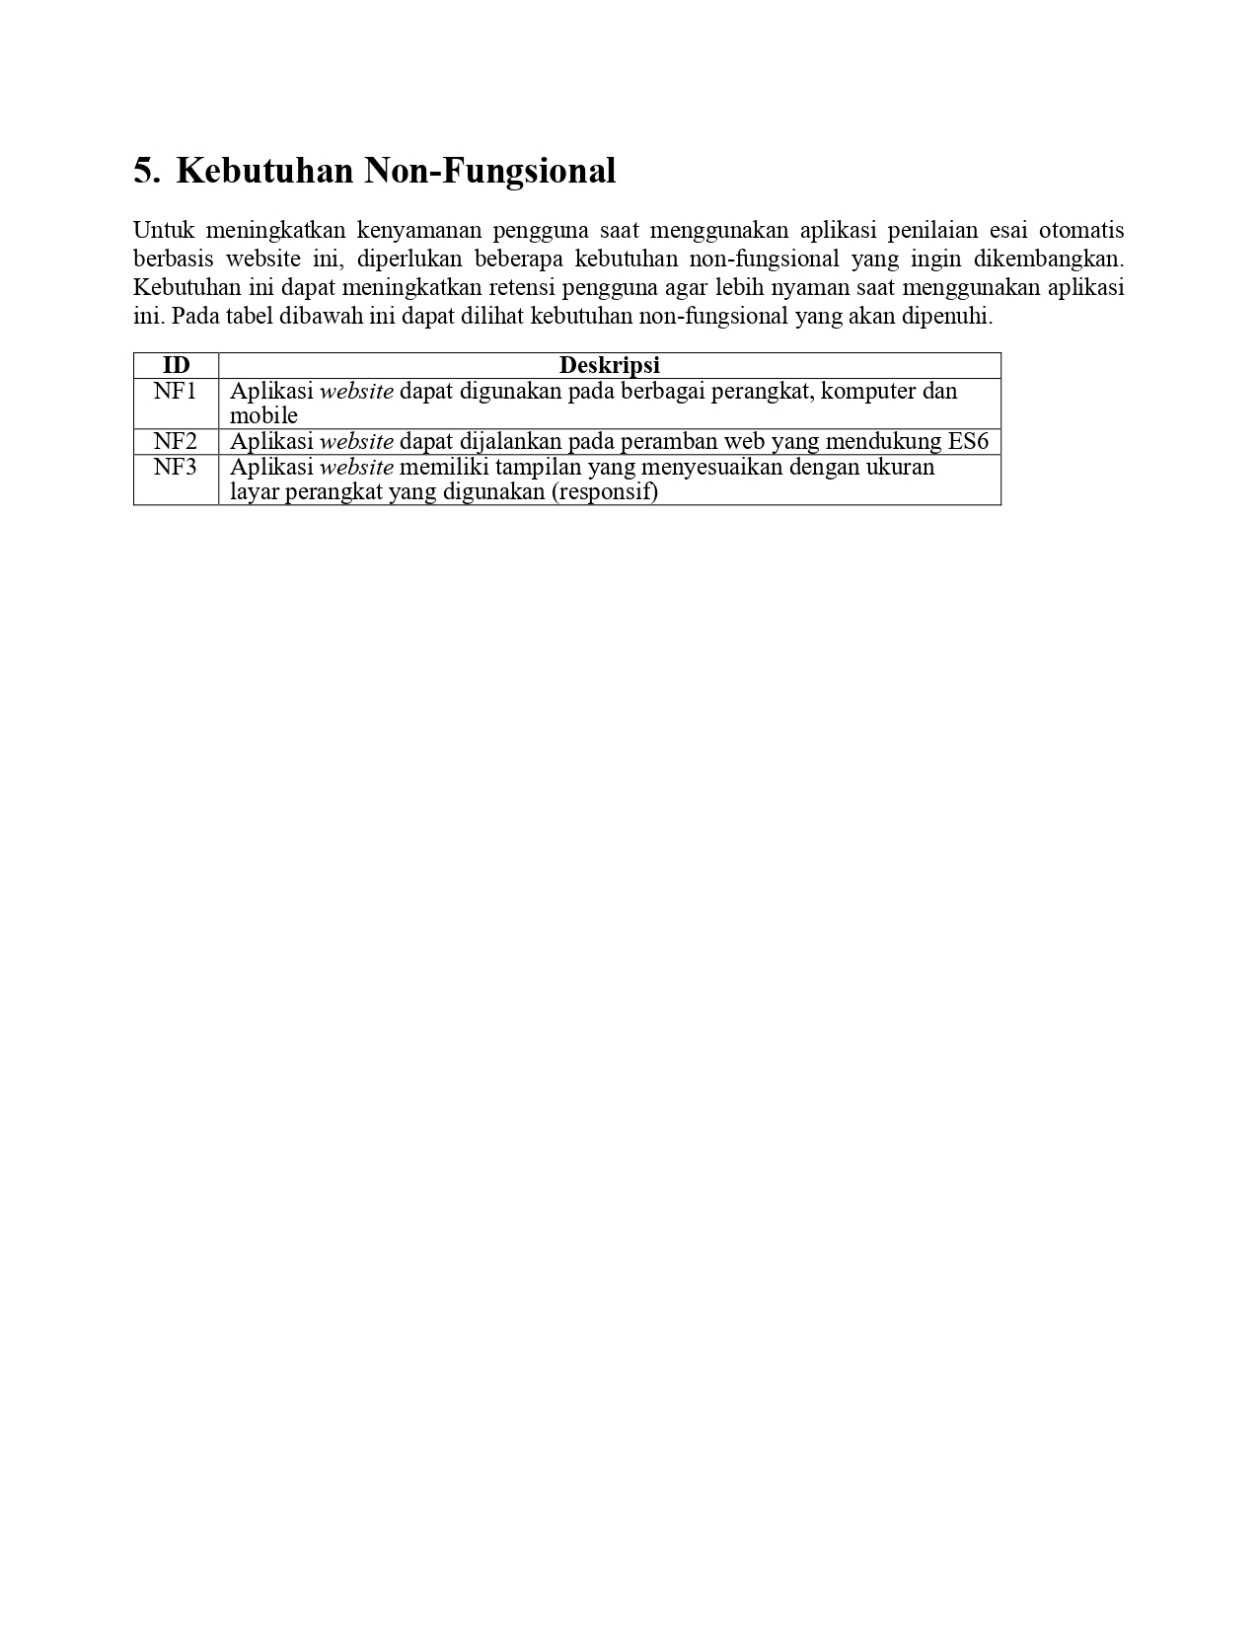 5. Kebutuhan Non-Fungsional
Untuk meningkatkan kenyamanan pengguna saat menggunakan aplikasi penilaian esai otomatis
berbasis website ini, diperlukan beberapa kebutuhan non-fungsional yang ingin dikembangkan.
Kebutuhan ini dapat meningkatkan retensi pengguna agar lebih nyaman saat menggunakan aplikasi
ini. Pada tabel dibawah ini dapat dilihat kebutuhan non-fungsional yang akan dipenuhi.
ID Deskripsi
NF1 Aplikasi website dapat digunakan pada berbagai perangkat, komputer dan
mobile
NF2 Aplikasi website dapat dijalankan pada peramban web yang mendukung ES6
NF3 Aplikasi website memiliki tampilan yang menyesuaikan dengan ukuran
layar perangkat yang digunakan (responsif)